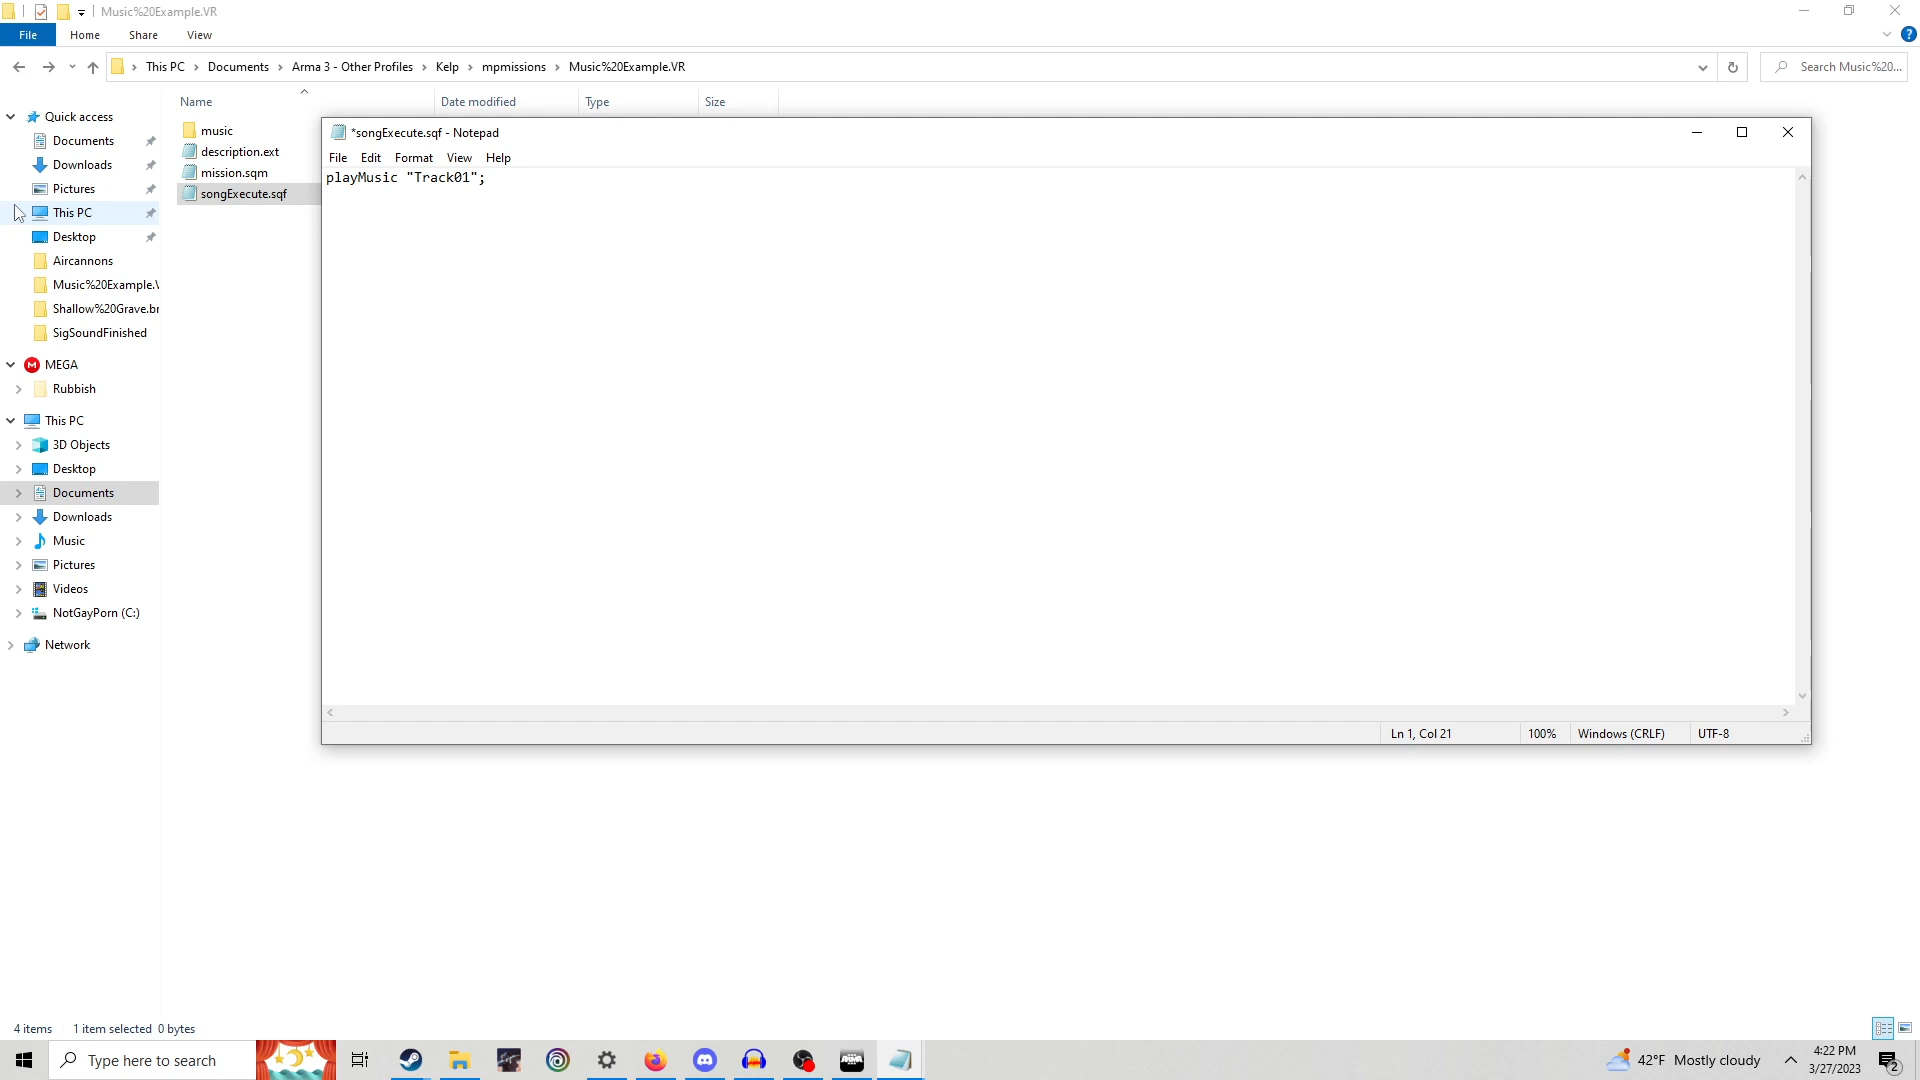 Music%20Example.VR
File Home Share View
This PC Documents Arma 3 - Other Profiles Kelp mpmissions Music%20Example.VR
Search Music%20...
Name Date modified Type Size
Quick access
Documents
Downloads
Pictures
This PC
Desktop
Aircannons
Music%20Example.V
Shallow%20Grave.br
SigSoundFinished
MEGA
Rubbish
This PC
3D Objects
Desktop
Documents
Downloads
Music
Pictures
Videos
NotGayPorn (C:)
Network
music
description.ext
mission.sqm
songExecute.sqf
*songExecute.sqf - Notepad
File Edit Format View Help
playMusic "Track01";
Ln 1, Col 21 100% Windows (CRLF) UTF-8
4 items 1 item selected 0 bytes
Type here to search
ARMA
42°F Mostly cloudy
4:22 PM
3/27/2023
2